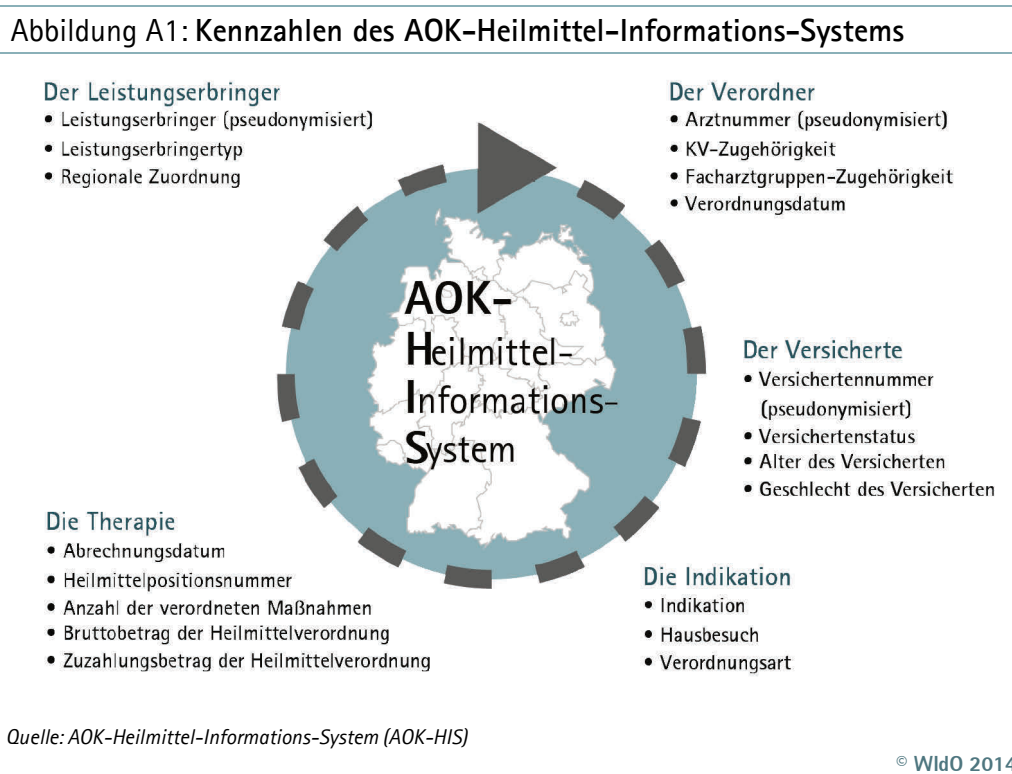 Abbildung A1: Kennzahlen des AOK-Heilmittel-Informations-Systems
Der Leistungserbringer
• Leistungserbringer (pseudonymisiert)
• Leistungserbringertyp
• Regionale Zuordnung
Der Verordner
• Arztnummer (pseudonymisiert)
• KV-Zugehörigkeit
• Facharztgruppen-Zugehörigkeit
• Verordnungsdatum
AOK-
Heilmittel-
Informations-
System
Der Versicherte
• Versichertennummer
(pseudonymisiert)
• Versichertenstatus
• Alter des Versicherten
• Geschlecht des Versicherten
Die Therapie
• Abrechnungsdatum
• Heilmittelpositionsnummer
• Anzahl der verordneten Maßnahmen
• Bruttobetrag der Heilmittelverordnung
• Zuzahlungsbetrag der Heilmittelverordnung
Die Indikation
• Indikation
• Hausbesuch
• Verordnungsart
Quelle: AOK-Heilmittel-Informations-System (AOK-HIS)
© WIdO 2014